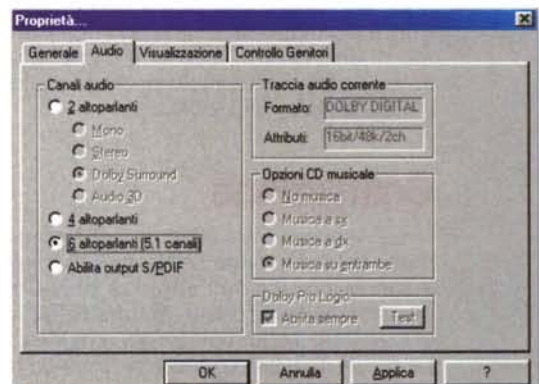 Proprietà...
Generale Audio Visualizzazione Controllo Genitori
Canali audio
2 altoparlanti
Mono
Stereo
Dolby Surround
Audio 3D
4 altoparlanti
6 altoparlanti (5.1 canali)
Abilita output S/PDIF
Traccia audio corrente
Formato: DOLBY DIGITAL
Attributi: 16bit/48k/2ch
Opzioni CD musicale
No musica
Musica a sx
Musica a dx
Musica su entrambe
Dolby Pro Logic
Abilita sempre Test
OK Annulla Applica ?